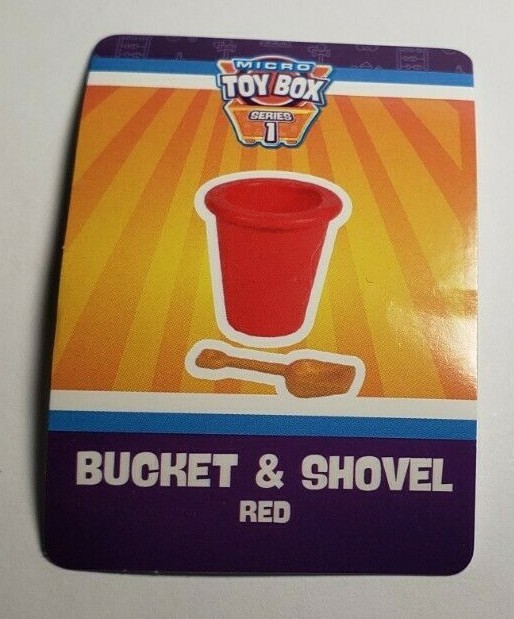 MICRO
TOY BOX
SERIES
1
BUCKET & SHOVEL
RED